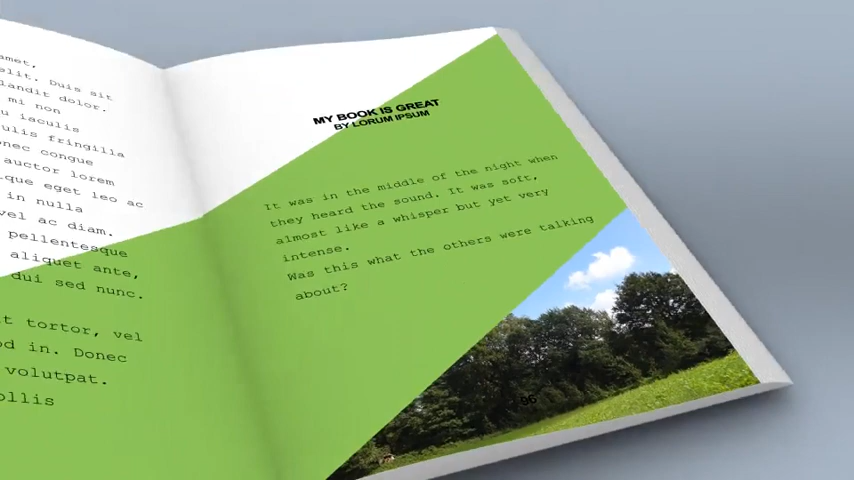 amet,
elit. Duis sit
blandit dolor.
mi non
iaculis
fringilla
nec congue
auctor lorem
que eget leo ac
in nulla
vel ac diam.
pellentesque
aliquet ante,
dui sed nunc.
tortor, vel
in. Donec
volutpat.
MY BOOK IS GREAT
BY LORUM IPSUM
It was in the middle of the night when
they heard the sound. It was soft,
almost like a whisper but yet very
intense.
Was this what the others were talking
about?
96